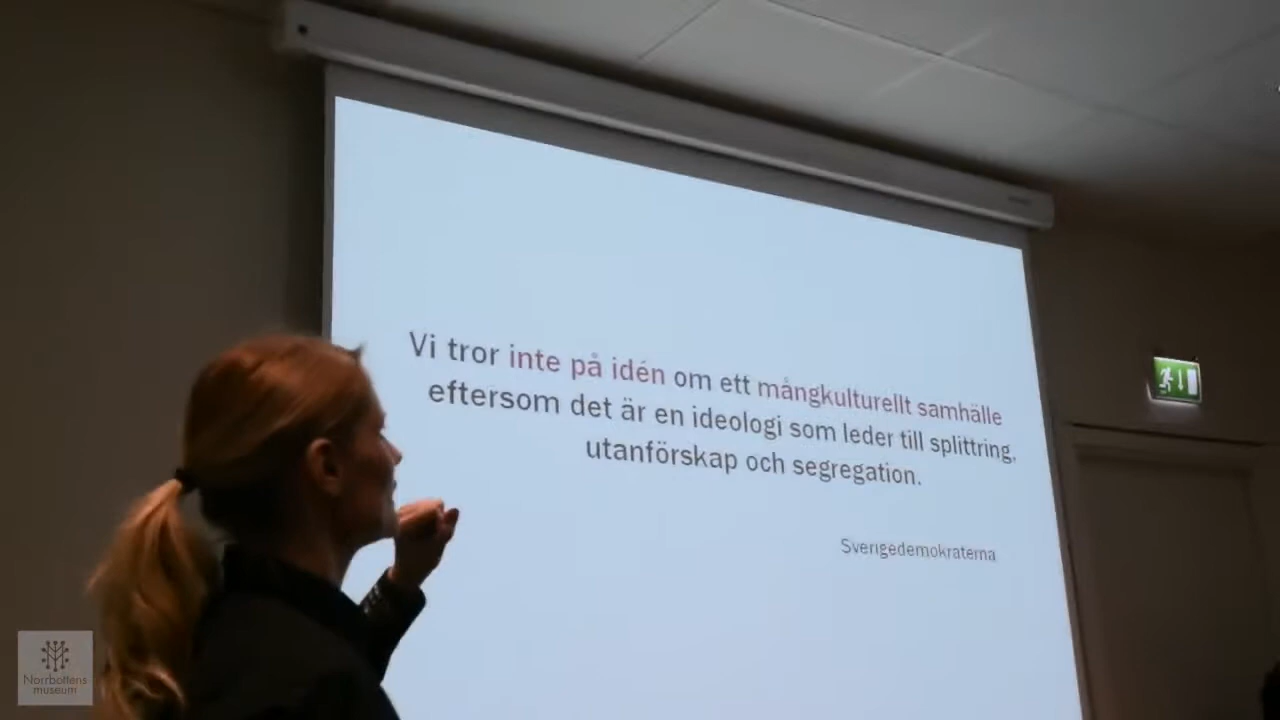 Vi tror inte på idén om ett mångkulturellt samhälle
eftersom det är en ideologi som leder till splittring,
utanförskap och segregation.
Sverigedemokraterna
Norrbottens
museum